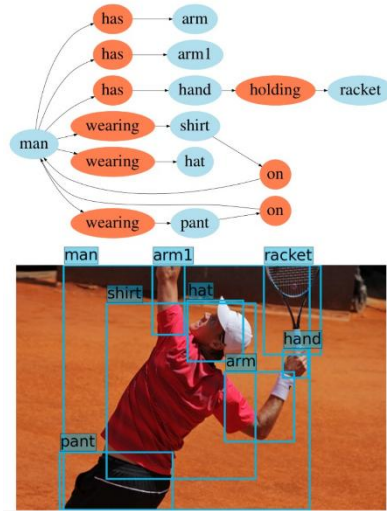 has arm
has arm1
has hand holding racket
wearing shirt
man
wearing hat
on
on
wearing pant
man arm1 racket
shirt hat
hand
arm
pant